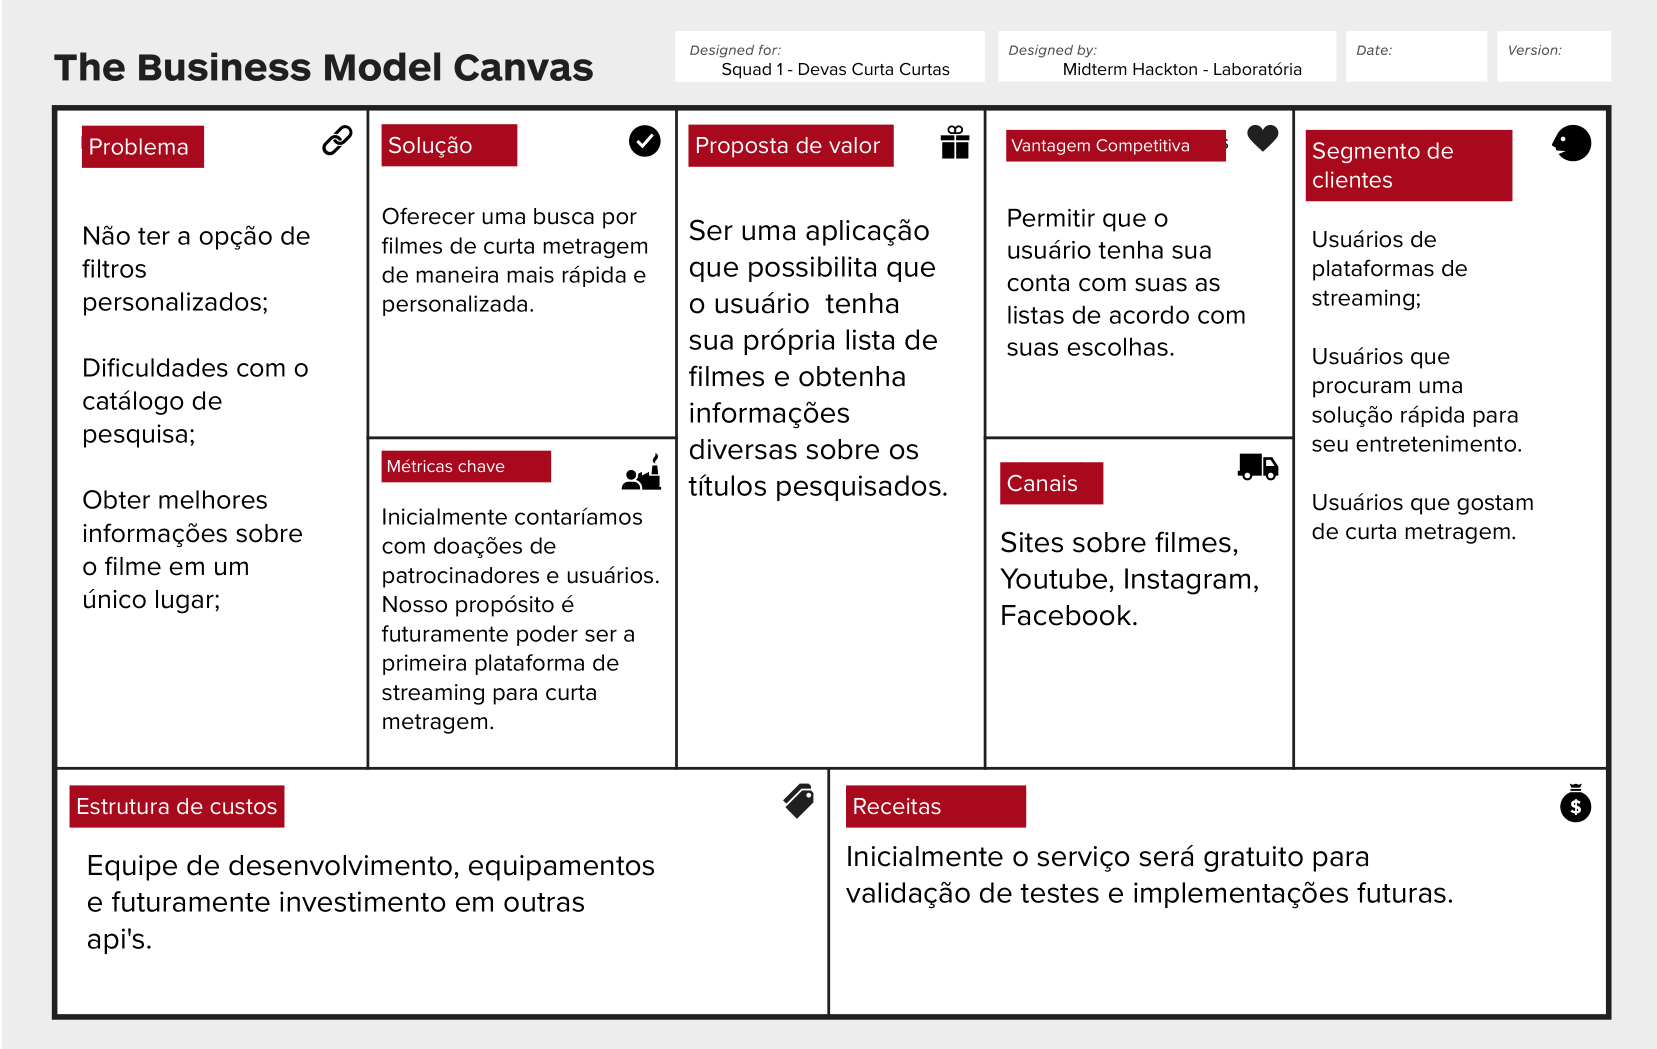 The Business Model Canvas
Designed for:
Squad 1 - Devas Curta Curtas
Designed by:
Midterm Hackton - Laboratória
Date:
Version:
Problema
Não ter a opção de
filtros
personalizados;
Dificuldades com o
catálogo de
pesquisa;
Obter melhores
informações sobre
o filme em um
único lugar;
Solução
Oferecer uma busca por
filmes de curta metragem
de maneira mais rápida e
personalizada.
Métricas chave
Inicialmente contaríamos
com doações de
patrocinadores e usuários.
Nosso propósito é
futuramente poder ser a
primeira plataforma de
streaming para curta
metragem.
Proposta de valor
Ser uma aplicação
que possibilita que
o usuário  tenha
sua própria lista de
filmes e obtenha
informações
diversas sobre os
títulos pesquisados.
Vantagem Competitiva
Permitir que o
usuário tenha sua
conta com suas as
listas de acordo com
suas escolhas.
Canais
Sites sobre filmes,
Youtube, Instagram,
Facebook.
Segmento de
clientes
Usuários de
plataformas de
streaming;
Usuários que
procuram uma
solução rápida para
seu entretenimento.
Usuários que gostam
de curta metragem.
Estrutura de custos
Equipe de desenvolvimento, equipamentos
e futuramente investimento em outras
api's.
Receitas
$
Inicialmente o serviço será gratuito para
validação de testes e implementações futuras.